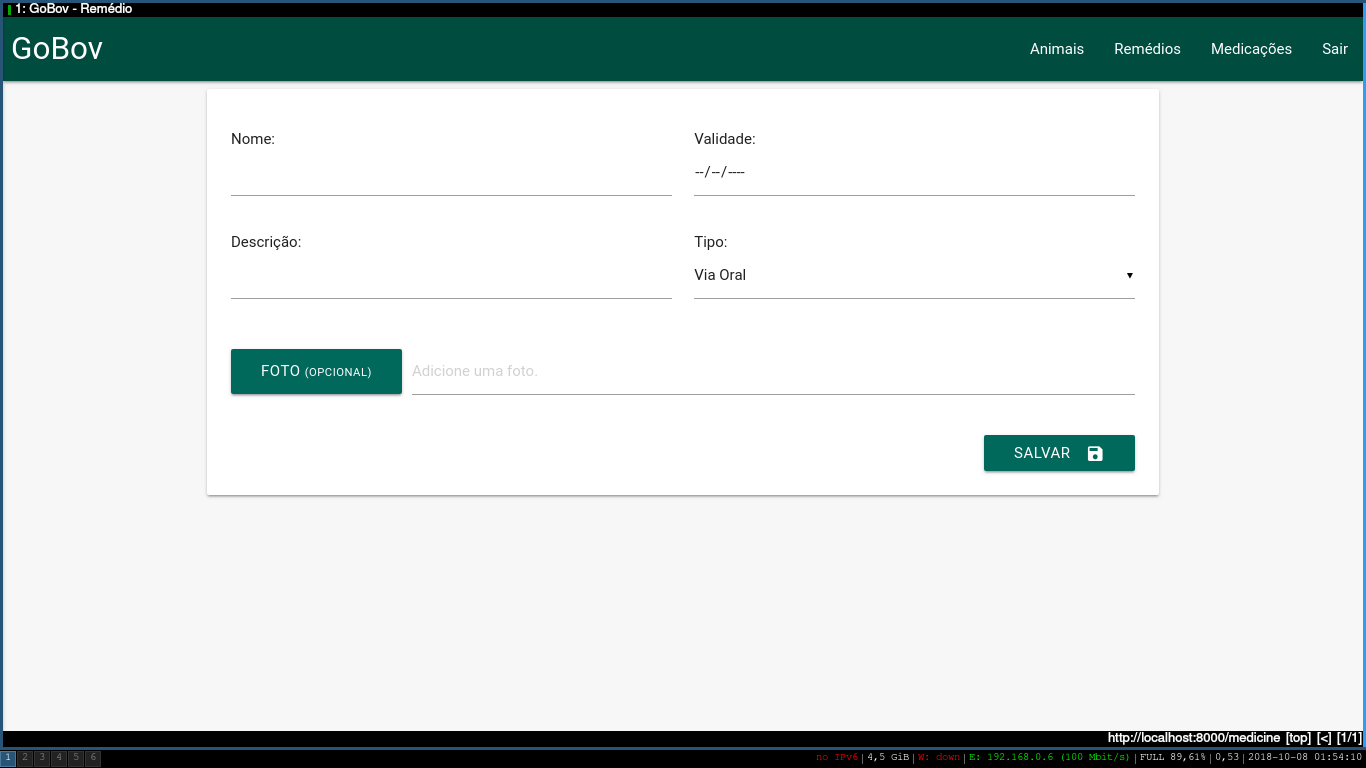 1: GoBov - Remédio
GoBov
Animais Remédios Medicações Sair
Nome: Validade:
--/--/----
Descrição: Tipo:
Via Oral
FOTO (OPCIONAL) Adicione uma foto.
SALVAR
http://localhost:8000/medicine [top] [<] [1/1]
1 2 3 4 5 6 no IPv6|4,5 GiB|W: down|E: 192.168.0.6 (100 Mbit/s)|FULL 89,61%|0,53|2018-10-08 01:54:10